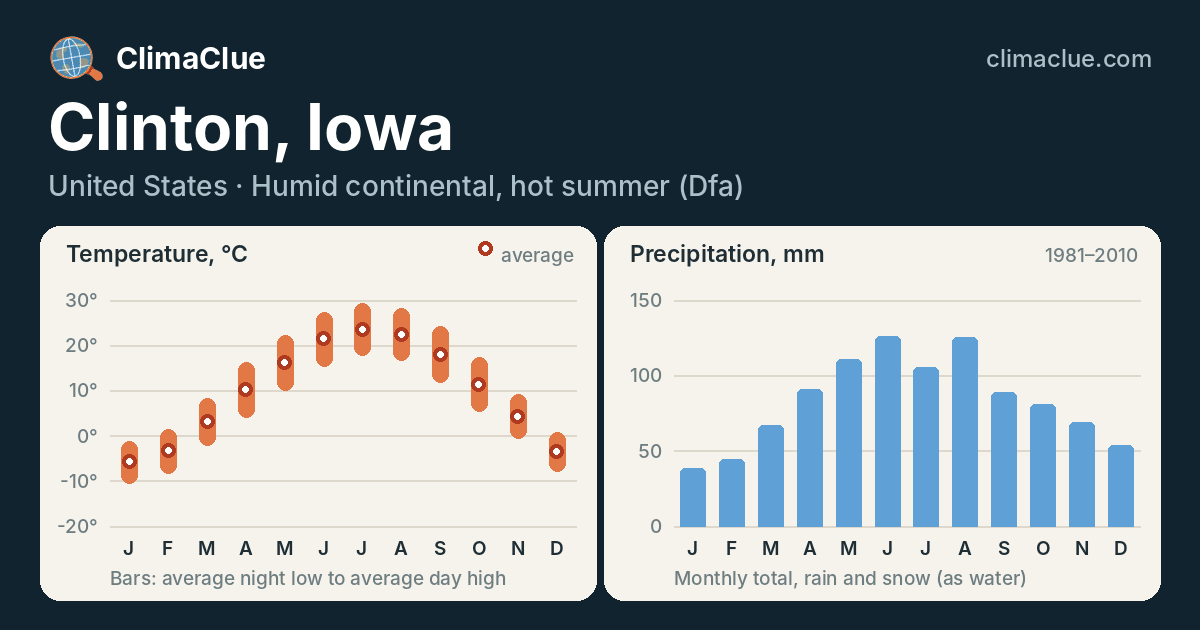 ClimaClue
climaclue.com
Clinton, Iowa
United States · Humid continental, hot summer (Dfa)
Temperature, °C
average
30°
20°
10°
0°
-10°
-20°
J F M A M J J A S O N D
Bars: average night low to average day high
Precipitation, mm
1981–2010
150
100
50
0
J F M A M J J A S O N D
Monthly total, rain and snow (as water)